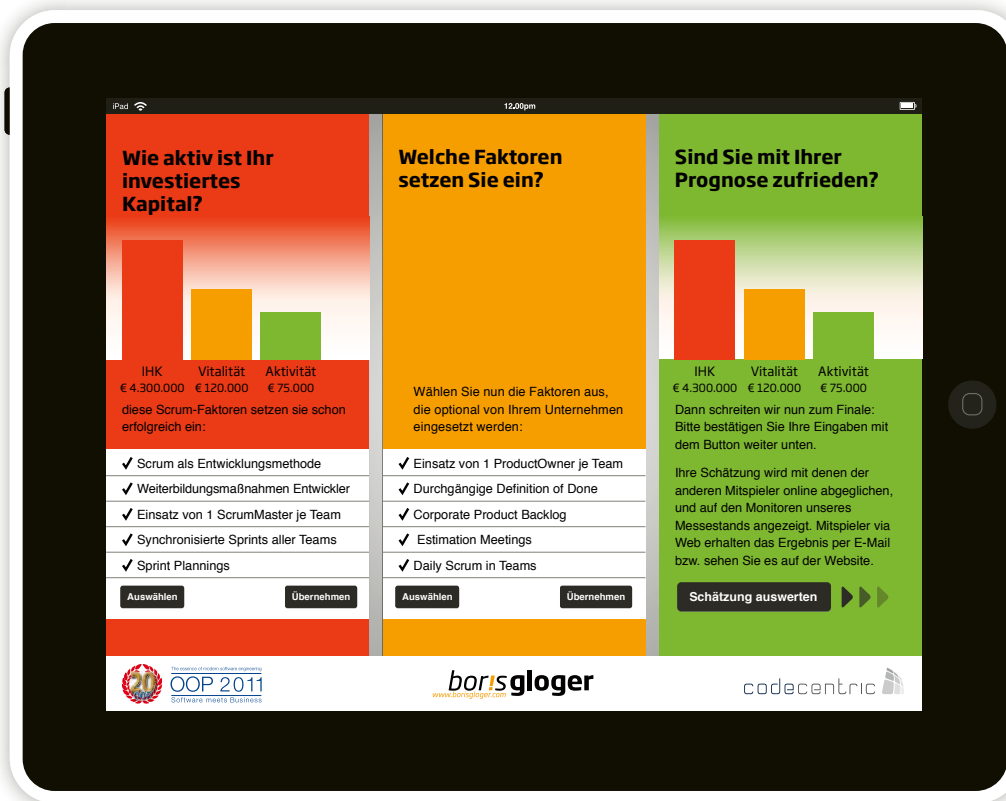 iPad
12.00pm
Wie aktiv ist Ihr
investiertes
Kapital?
IHK Vitalität Aktivität
€ 4.300.000 € 120.000 € 75.000
diese Scrum-Faktoren setzen sie schon
erfolgreich ein:
Scrum als Entwicklungsmethode
Weiterbildungsmaßnahmen Entwickler
Einsatz von 1 ScrumMaster je Team
Synchronisierte Sprints aller Teams
Sprint Plannings
Auswählen Übernehmen
Welche Faktoren
setzen Sie ein?
Wählen Sie nun die Faktoren aus,
die optional von Ihrem Unternehmen
eingesetzt werden:
Einsatz von 1 ProductOwner je Team
Durchgängige Definition of Done
Corporate Product Backlog
Estimation Meetings
Daily Scrum in Teams
Auswählen Übernehmen
Sind Sie mit Ihrer
Prognose zufrieden?
IHK Vitalität Aktivität
€ 4.300.000 € 120.000 € 75.000
Dann schreiten wir nun zum Finale:
Bitte bestätigen Sie Ihre Eingaben mit
dem Button weiter unten.
Ihre Schätzung wird mit denen der
anderen Mitspieler online abgeglichen,
und auf den Monitoren unseres
Messestands angezeigt. Mitspieler via
Web erhalten das Ergebnis per E-Mail
bzw. sehen Sie es auf der Website.
Schätzung auswerten
20
The essence of modern software engineering
OOP 2011
Software meets Business
bor!s gloger
www.borisgloger.com
codecentric